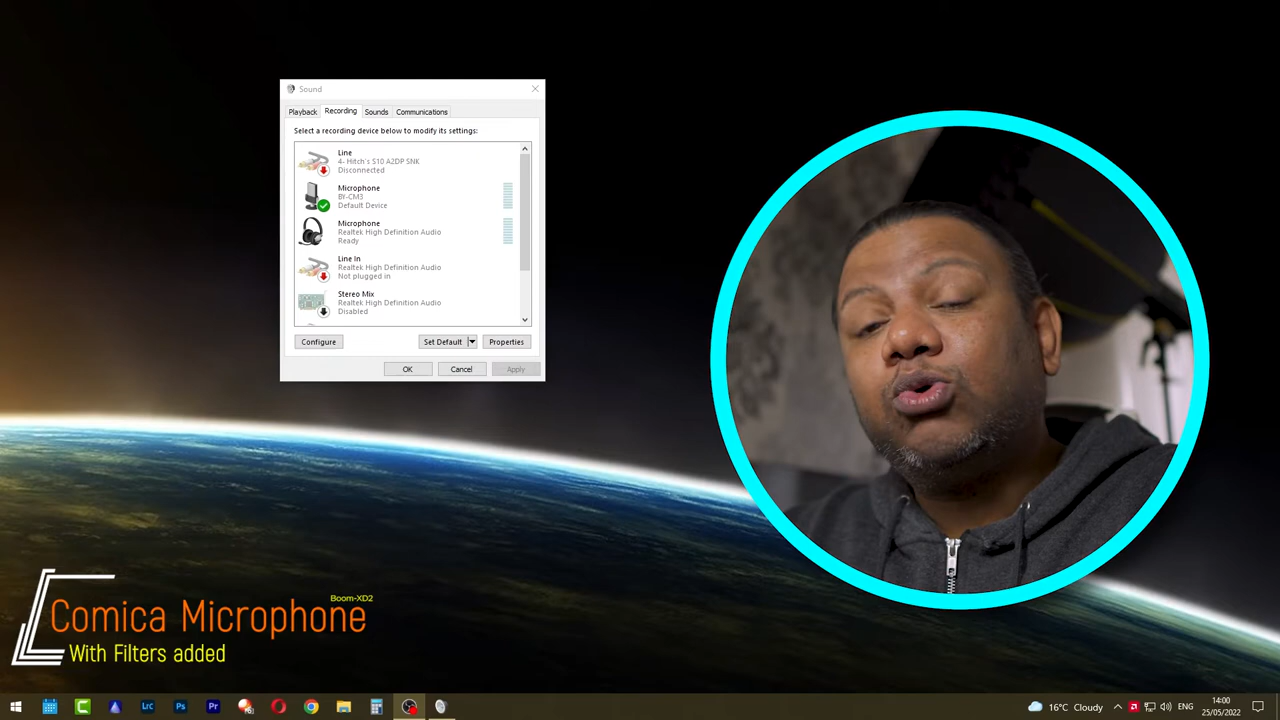 Sound
Playback
Recording
Sounds
Communications
Select a recording device below to modify its settings:
Line
4- Hitch's S10 A2DP SNK
Disconnected
Microphone
BY-CM3
Default Device
Microphone
Realtek High Definition Audio
Ready
Line In
Realtek High Definition Audio
Not plugged in
Stereo Mix
Realtek High Definition Audio
Disabled
Configure
Set Default
Properties
OK
Cancel
Apply
Boom-XD2
Comica Microphone
With Filters added
Lrc
Ps
Pr
16°C Cloudy
ENG
14:00
25/05/2022